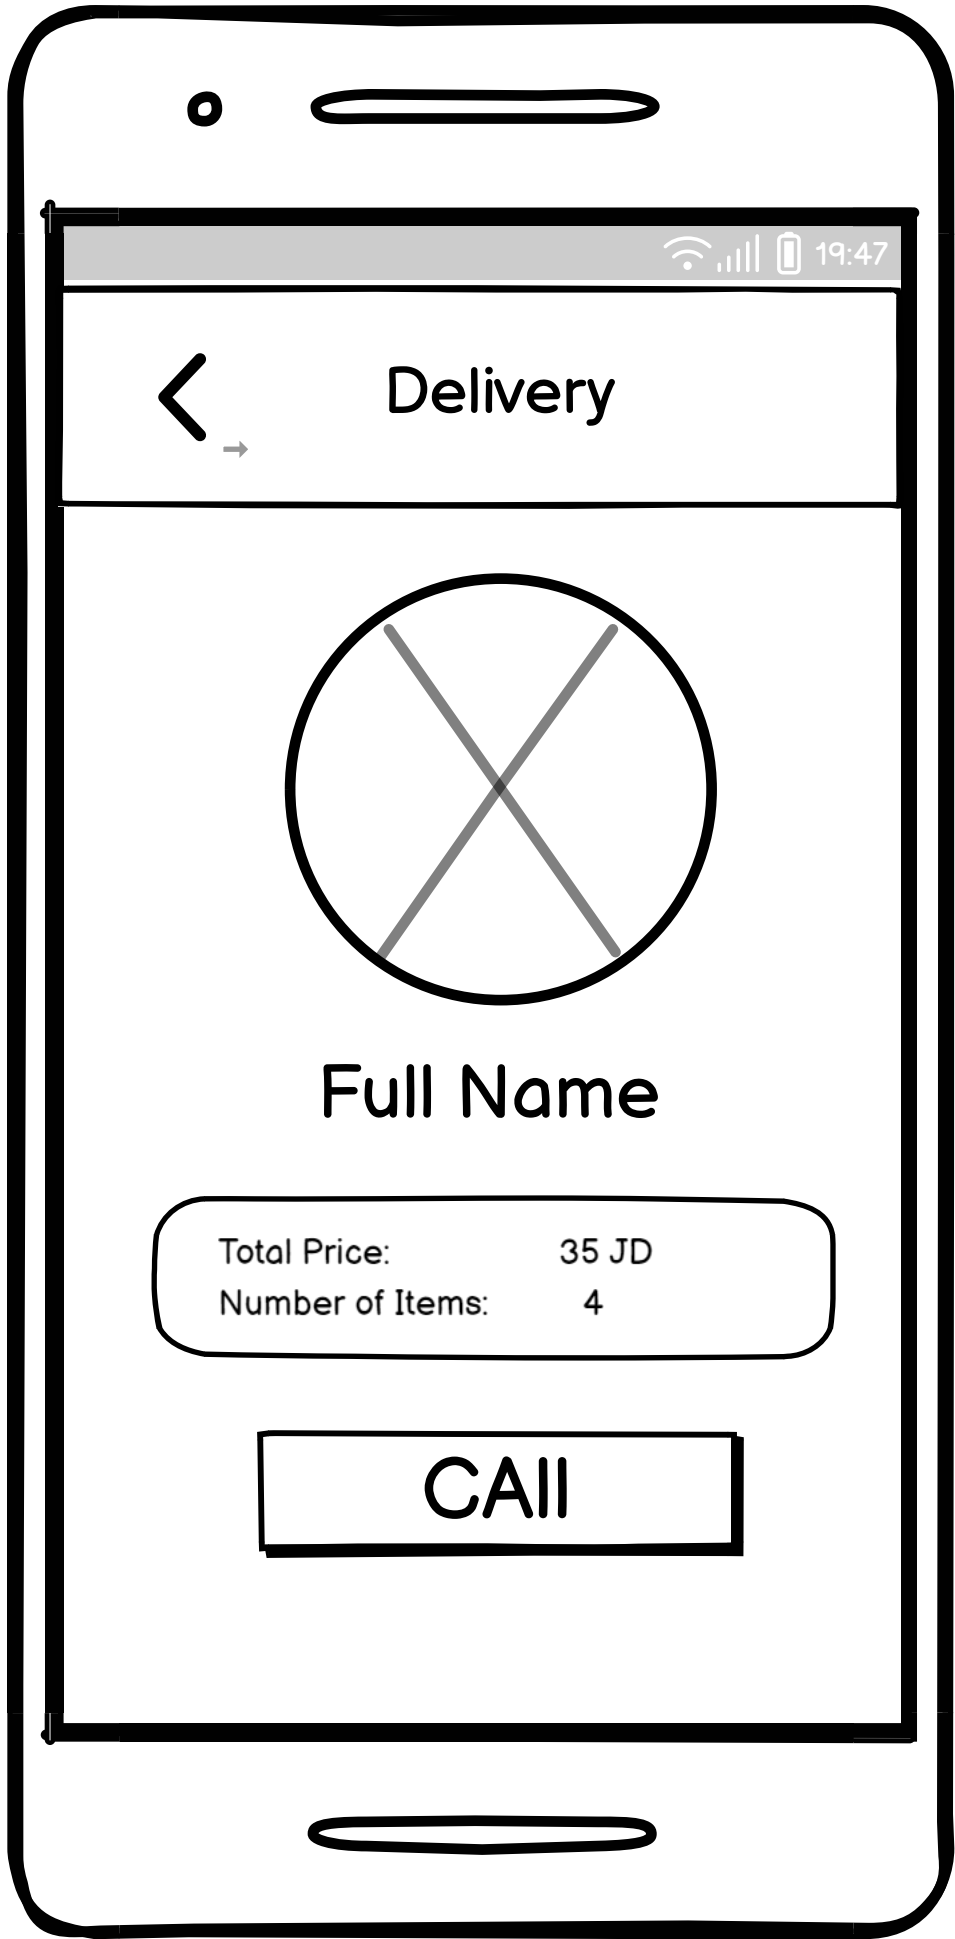 19:47
Delivery
Full Name
Total Price: 35 JD
Number of Items: 4
CAll